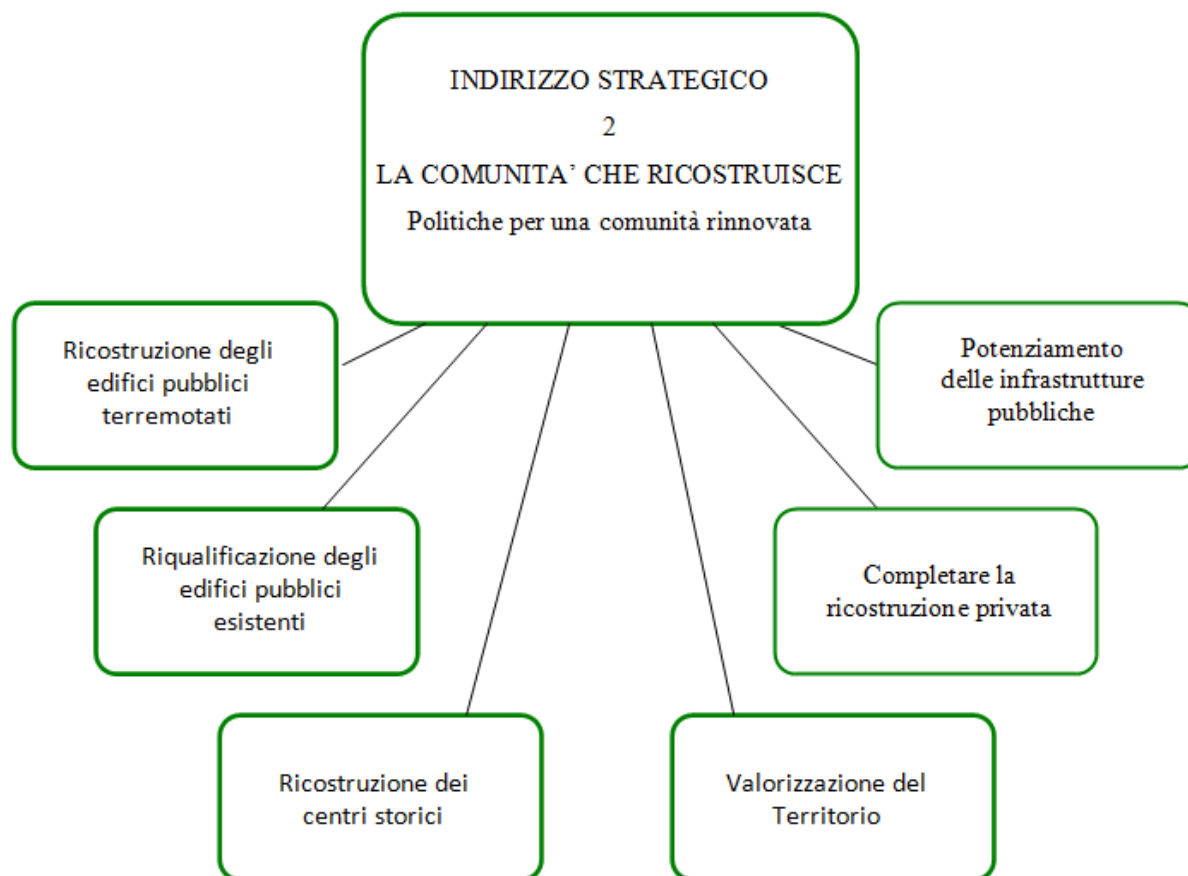 INDIRIZZO STRATEGICO
2
LA COMUNITA’ CHE RICOSTRUISCE
Politiche per una comunità rinnovata
Ricostruzione degli
edifici pubblici
terremotati
Potenziamento
delle infrastrutture
pubbliche
Riqualificazione degli
edifici pubblici
esistenti
Completare la
ricostruzione privata
Ricostruzione dei
centri storici
Valorizzazione del
Territorio